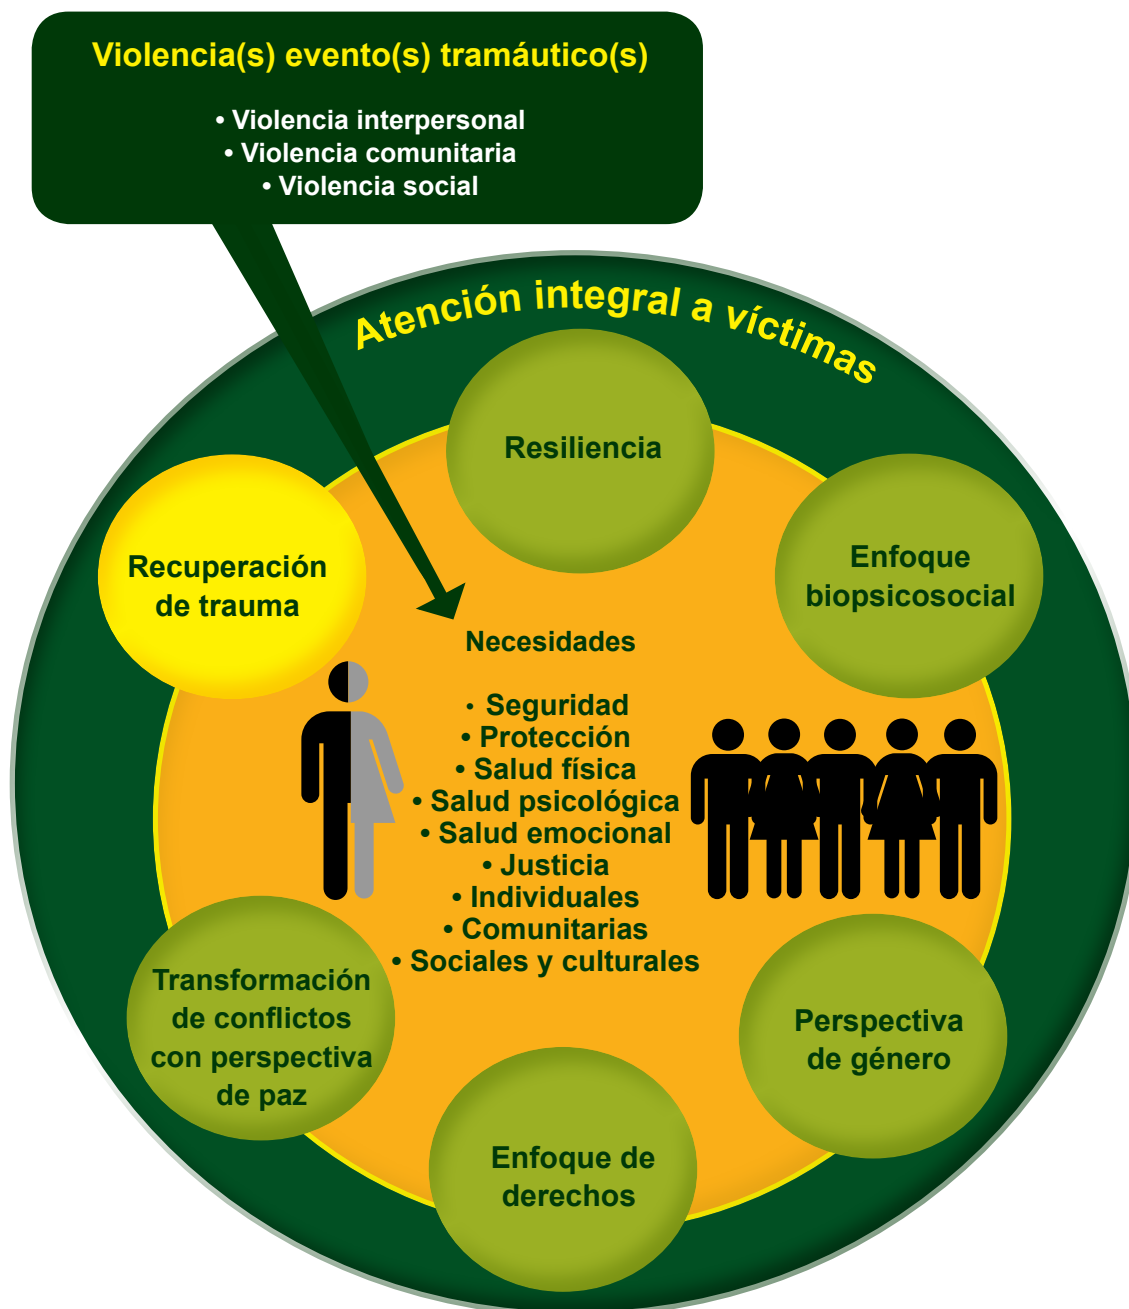 Violencia(s) evento(s) tramáutico(s)
• Violencia interpersonal
• Violencia comunitaria
• Violencia social
Atención integral a víctimas
Resiliencia
Enfoque
biopsicosocial
Recuperación
de trauma
Necesidades
• Seguridad
• Protección
• Salud física
• Salud psicológica
• Salud emocional
• Justicia
• Individuales
• Comunitarias
• Sociales y culturales
Transformación
de conflictos
con perspectiva
de paz
Perspectiva
de género
Enfoque de
derechos